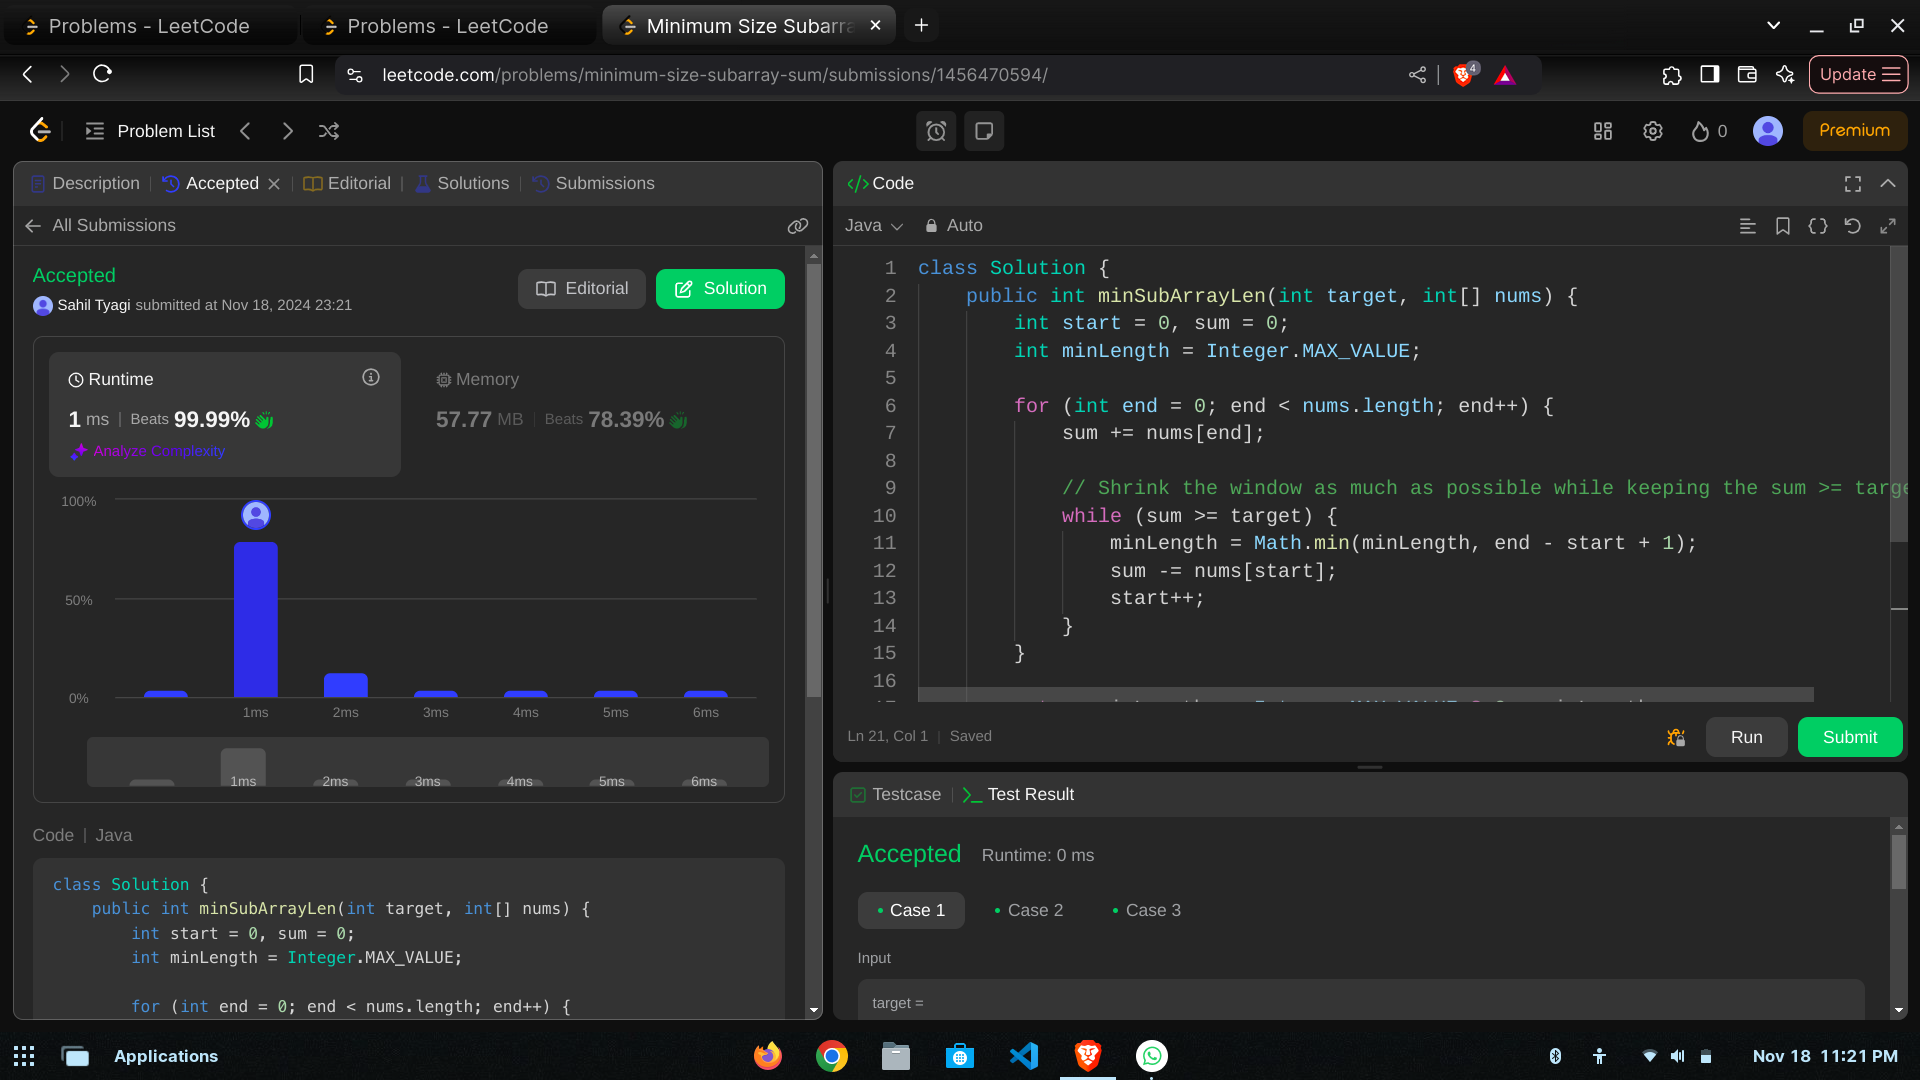 Problems - LeetCode
Problems - LeetCode
Minimum Size Subarra
leetcode.com/problems/minimum-size-subarray-sum/submissions/1456470594/
4
Update
Problem List
0
Premium
Description | Accepted | Editorial | Solutions | Submissions
All Submissions
Accepted
Sahil Tyagi submitted at Nov 18, 2024 23:21
Editorial
Solution
Runtime
1 ms | Beats 99.99%
Analyze Complexity
Memory
57.77 MB | Beats 78.39%
100%
50%
0%
1ms 2ms 3ms 4ms 5ms 6ms
1ms 2ms 3ms 4ms 5ms 6ms
Code | Java
class Solution {
    public int minSubArrayLen(int target, int[] nums) {
        int start = 0, sum = 0;
        int minLength = Integer.MAX_VALUE;
        for (int end = 0; end < nums.length; end++) {
</> Code
Java
Auto
1 class Solution {
2     public int minSubArrayLen(int target, int[] nums) {
3         int start = 0, sum = 0;
4         int minLength = Integer.MAX_VALUE;
5
6         for (int end = 0; end < nums.length; end++) {
7             sum += nums[end];
8
9             // Shrink the window as much as possible while keeping the sum >= targe
10             while (sum >= target) {
11                 minLength = Math.min(minLength, end - start + 1);
12                 sum -= nums[start];
13                 start++;
14             }
15         }
16
Ln 21, Col 1 | Saved
Run
Submit
Testcase | >_ Test Result
Accepted Runtime: 0 ms
Case 1
Case 2
Case 3
Input
target =
Applications
Nov 18 11:21 PM